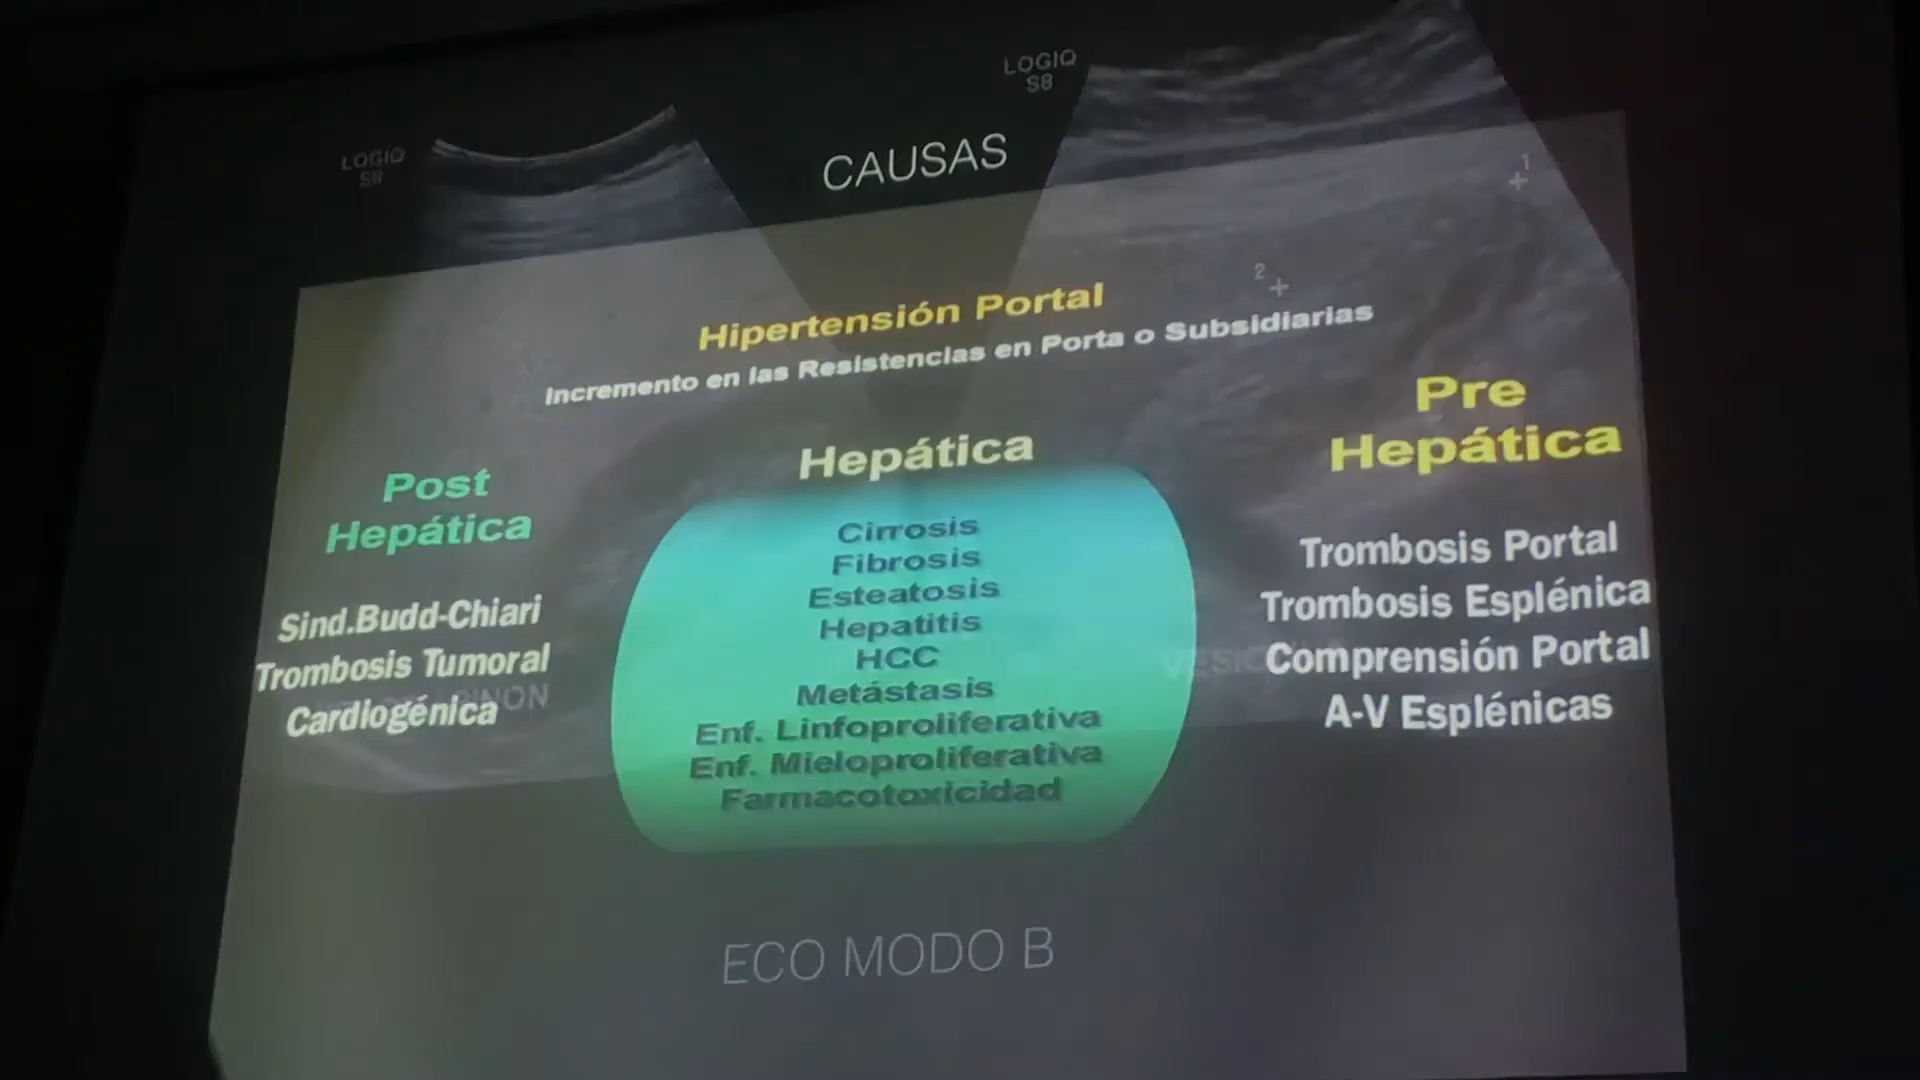 LOGIQ
S8
LOGIQ
S8
CAUSAS
1
2
Hipertensión Portal
Incremento en las Resistencias en Porta o Subsidiarias
Post
Hepática
Sind.Budd-Chiari
Trombosis Tumoral
Cardiogénica
Hepática
Cirrosis
Fibrosis
Esteatosis
Hepatitis
HCC
Metástasis
Enf. Linfoproliferativa
Enf. Mieloproliferativa
Farmacotoxicidad
Pre
Hepática
Trombosis Portal
Trombosis Esplénica
Comprensión Portal
A-V Esplénicas
ECO MODO B